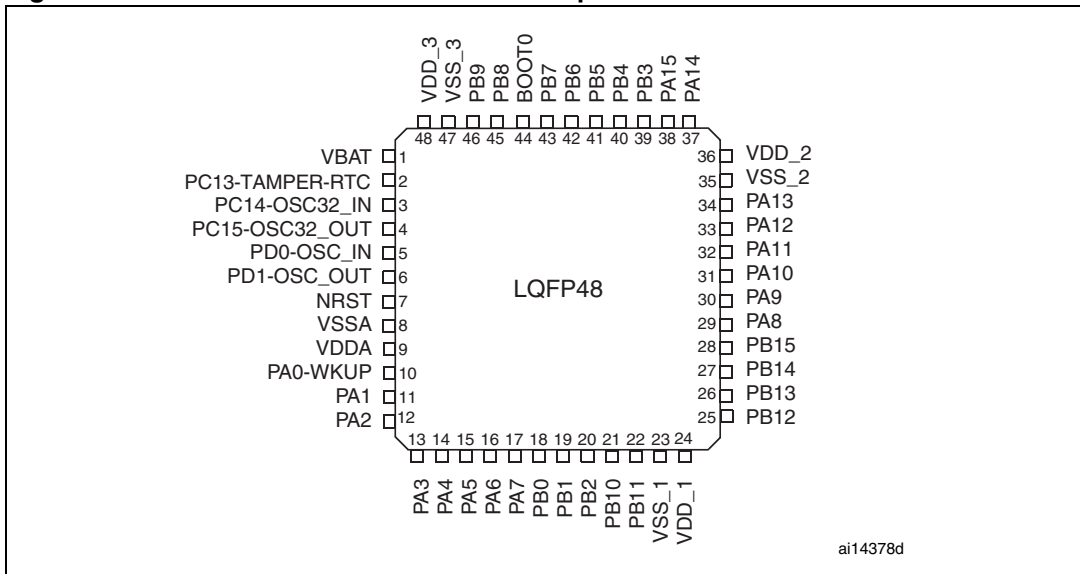 VDD_3
VSS_3
PB9
PB8
BOOT0
PB7
PB6
PB5
PB4
PB3
PA15
PA14
48 47 46 45 44 43 42 41 40 39 38 37
VBAT 1
PC13-TAMPER-RTC 2
PC14-OSC32_IN 3
PC15-OSC32_OUT 4
PD0-OSC_IN 5
PD1-OSC_OUT 6
NRST 7
VSSA 8
VDDA 9
PA0-WKUP 10
PA1 11
PA2 12
LQFP48
36 VDD_2
35 VSS_2
34 PA13
33 PA12
32 PA11
31 PA10
30 PA9
29 PA8
28 PB15
27 PB14
26 PB13
25 PB12
13 14 15 16 17 18 19 20 21 22 23 24
PA3
PA4
PA5
PA6
PA7
PB0
PB1
PB2
PB10
PB11
VSS_1
VDD_1
ai14378d